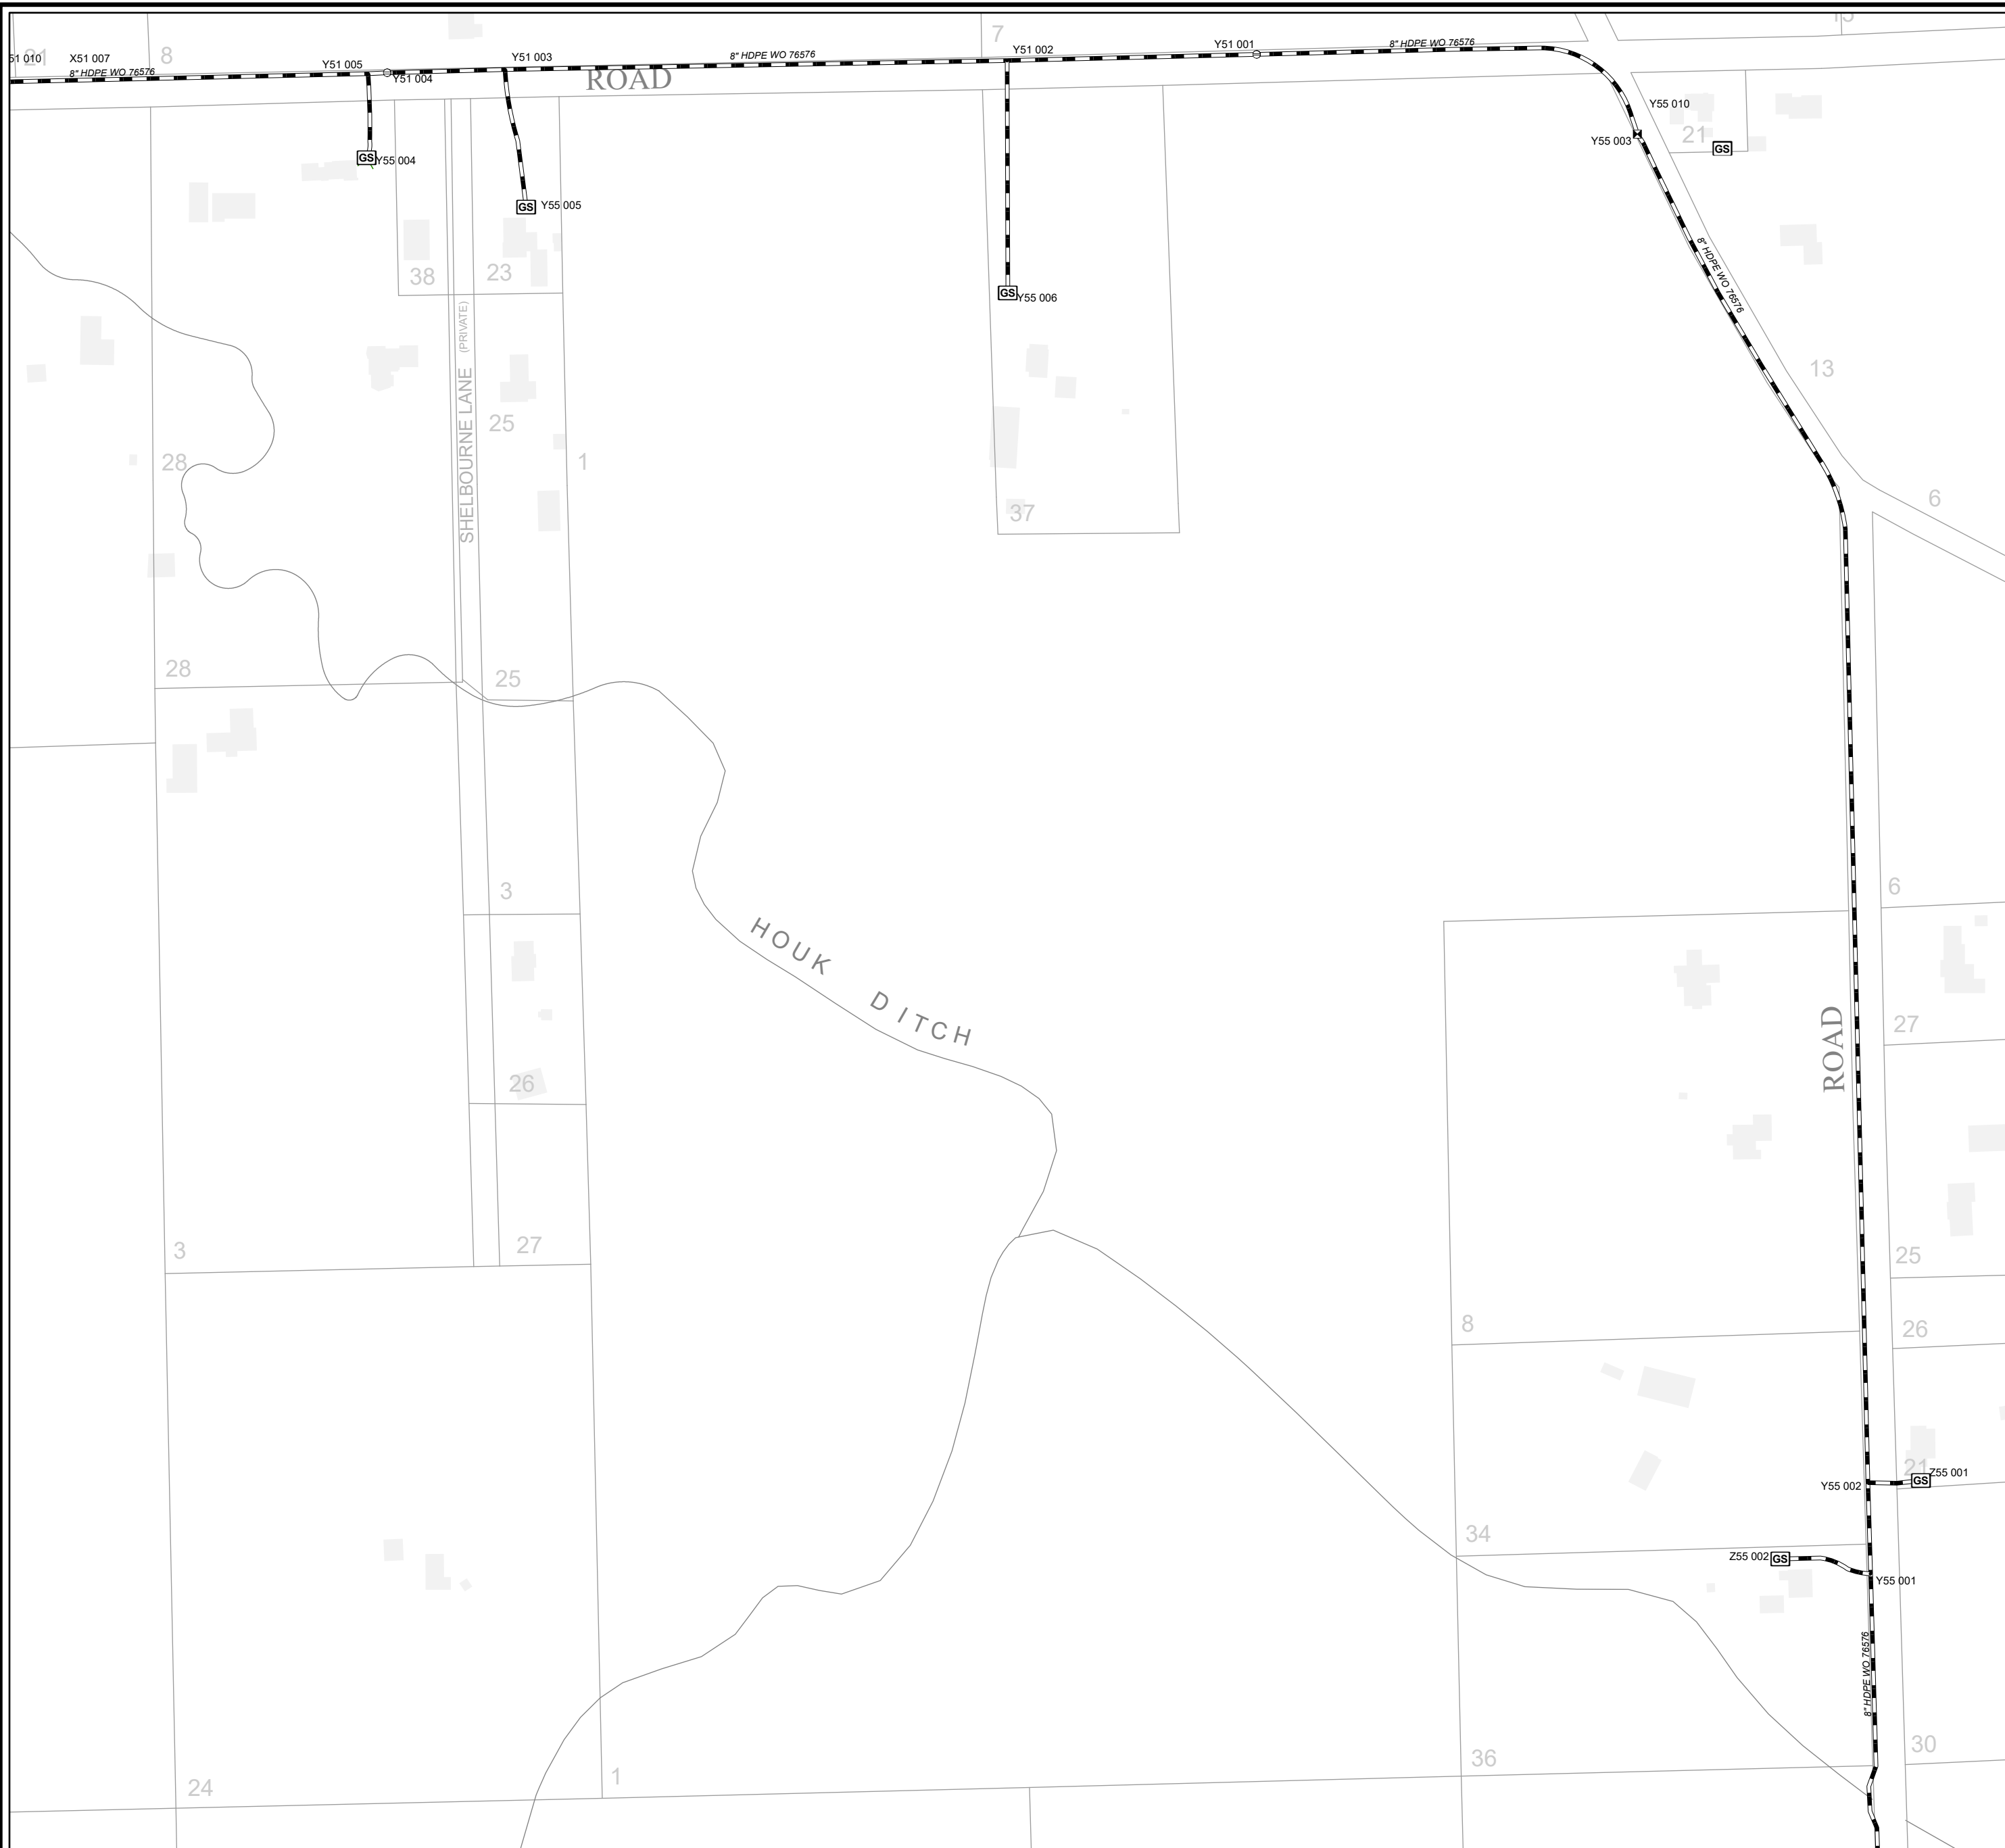 21
51 010
X51 007
8
8" HDPE WO 76576
Y51 005
Y51 004
Y51 003
ROAD
8" HDPE WO 76576
7
Y51 002
Y51 001
8" HDPE WO 76576
15
Y55 010
Y55 003
21
GS
GS
Y55 004
GS
Y55 005
38
23
GS
Y55 006
8" HDPE WO 76576
SHELBOURNE LANE (PRIVATE)
13
25
28
1
6
37
28
25
3
6
HOUK DITCH
27
ROAD
26
27
3
25
8
26
21
Z55 001
GS
Y55 002
34
Z55 002
GS
Y55 001
8" HDPE WO 76576
30
36
24
1